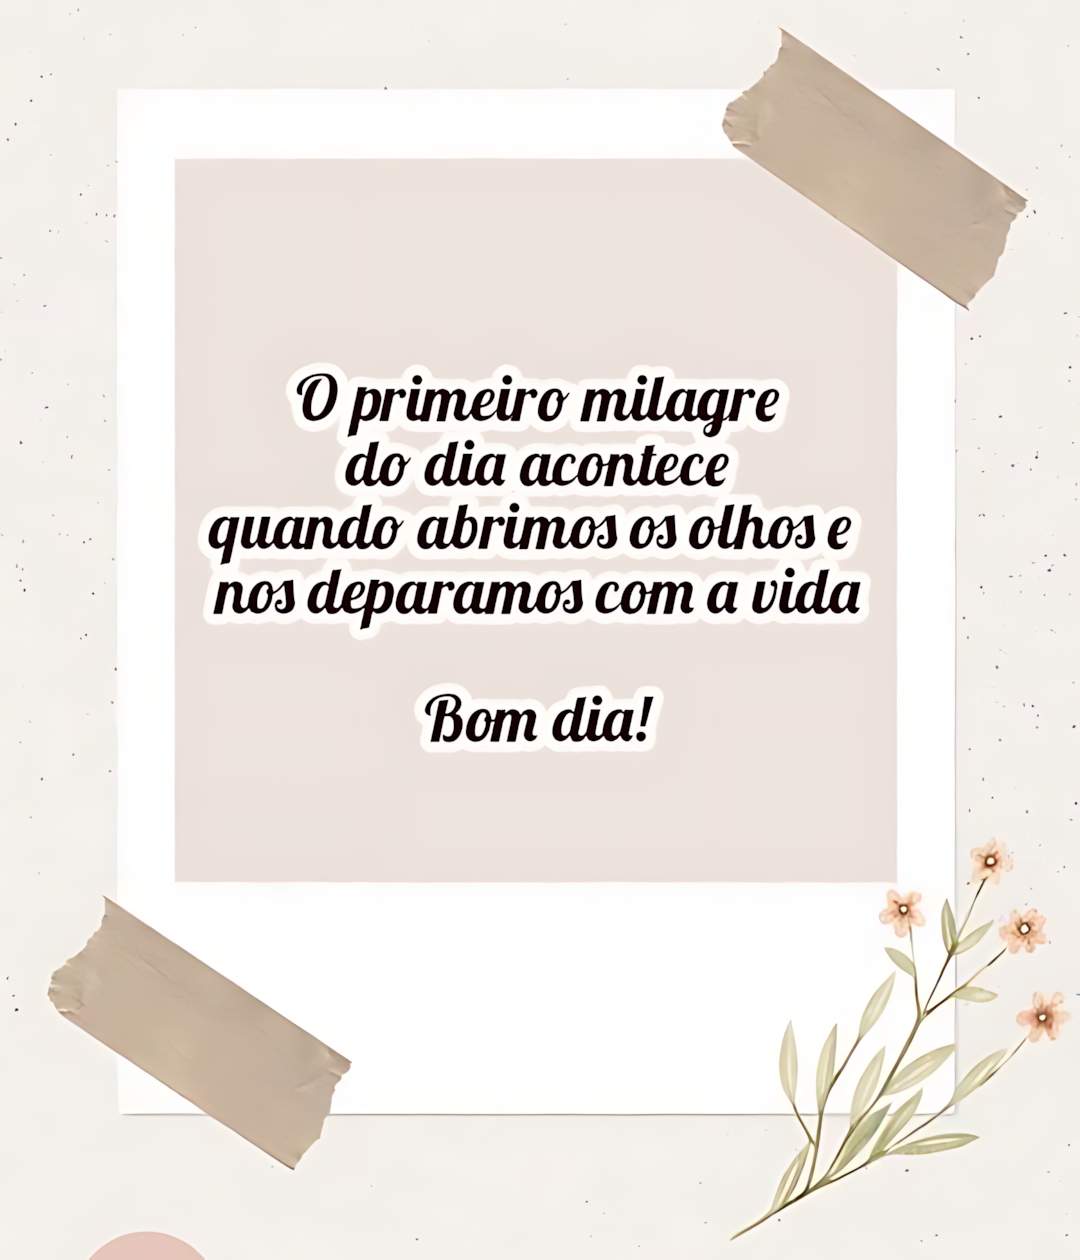 O primeiro milagre
do dia acontece
quando abrimos os olhos e
nos deparamos com a vida
Bom dia!